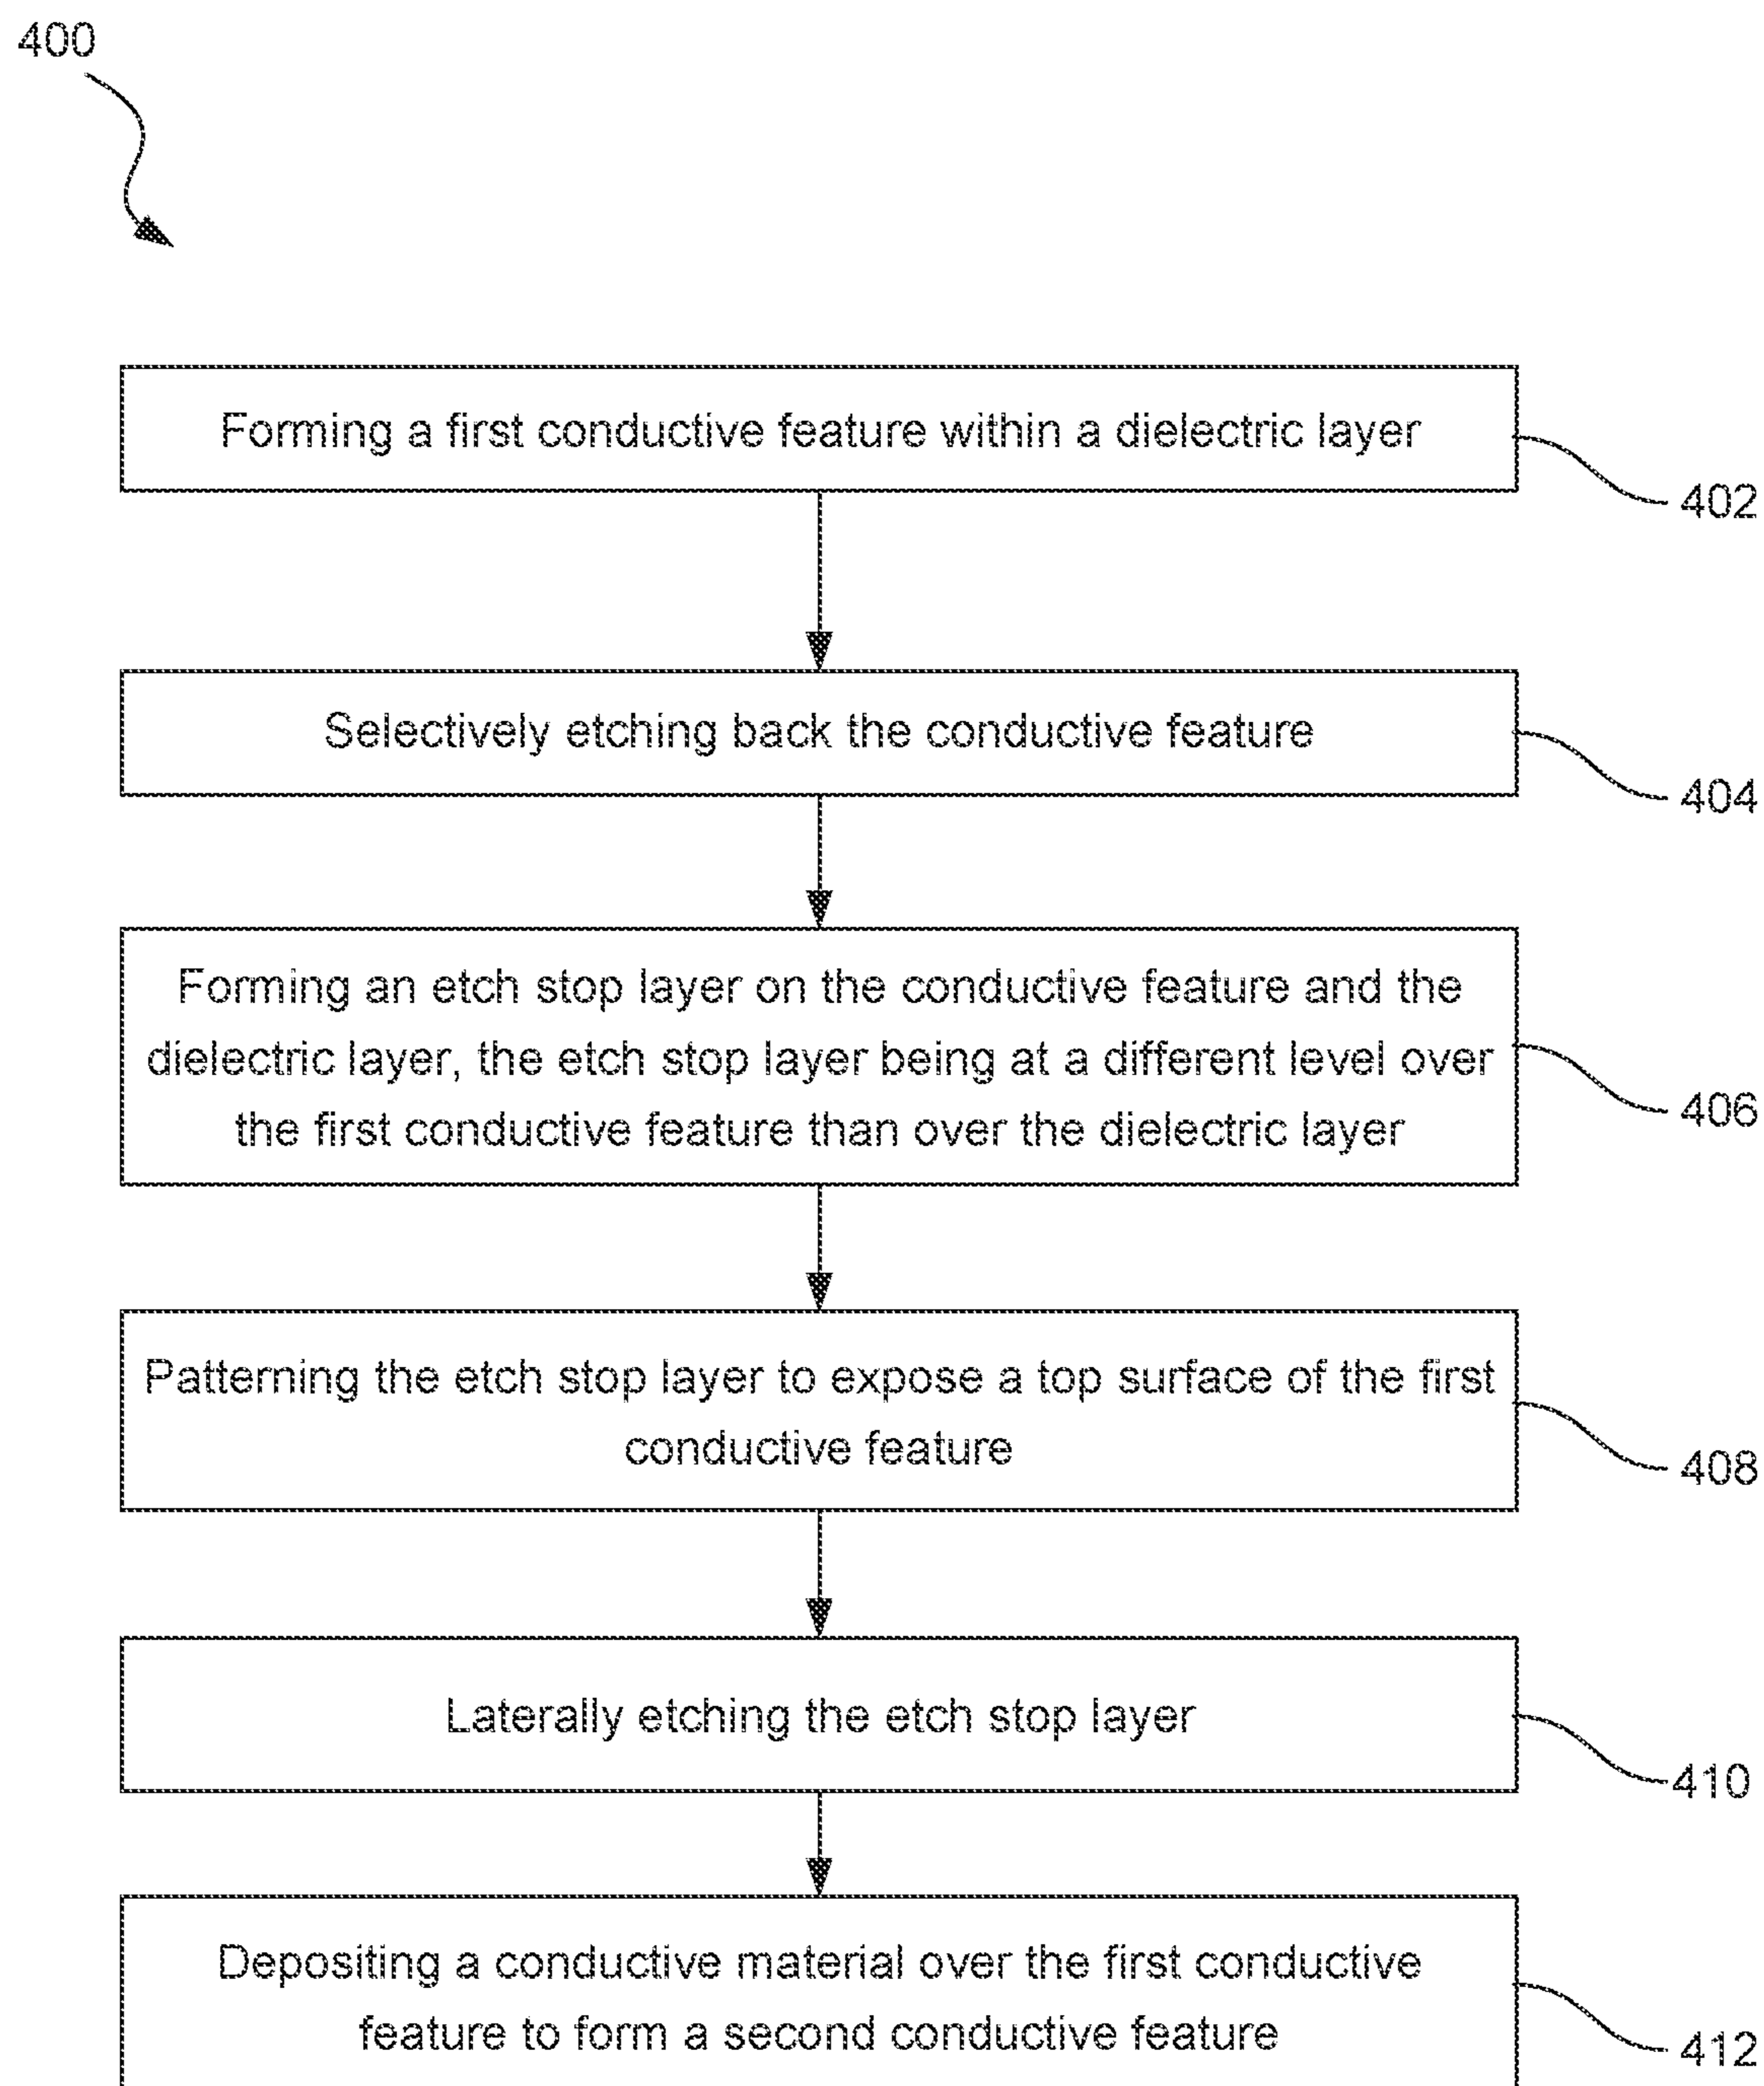 400
Forming a first conductive feature within a dielectric layer
402
Selectively etching back the conductive feature
404
Forming an etch stop layer on the conductive feature and the
dielectric layer, the etch stop layer being at a different level over
the first conductive feature than over the dielectric layer
406
Patterning the etch stop layer to expose a top surface of the first
conductive feature
408
Laterally etching the etch stop layer
410
Depositing a conductive material over the first conductive
feature to form a second conductive feature
412